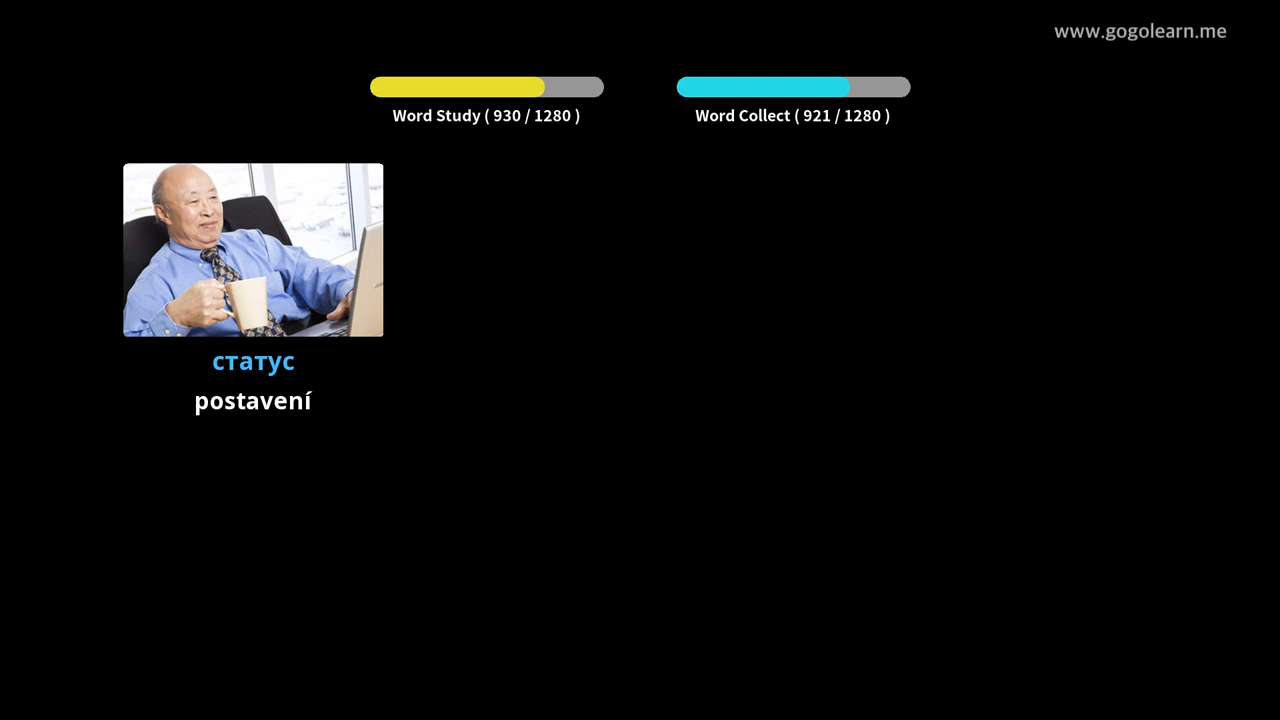 www.gogolearn.me
Word Study ( 930 / 1280 )
Word Collect ( 921 / 1280 )
статус
postavení